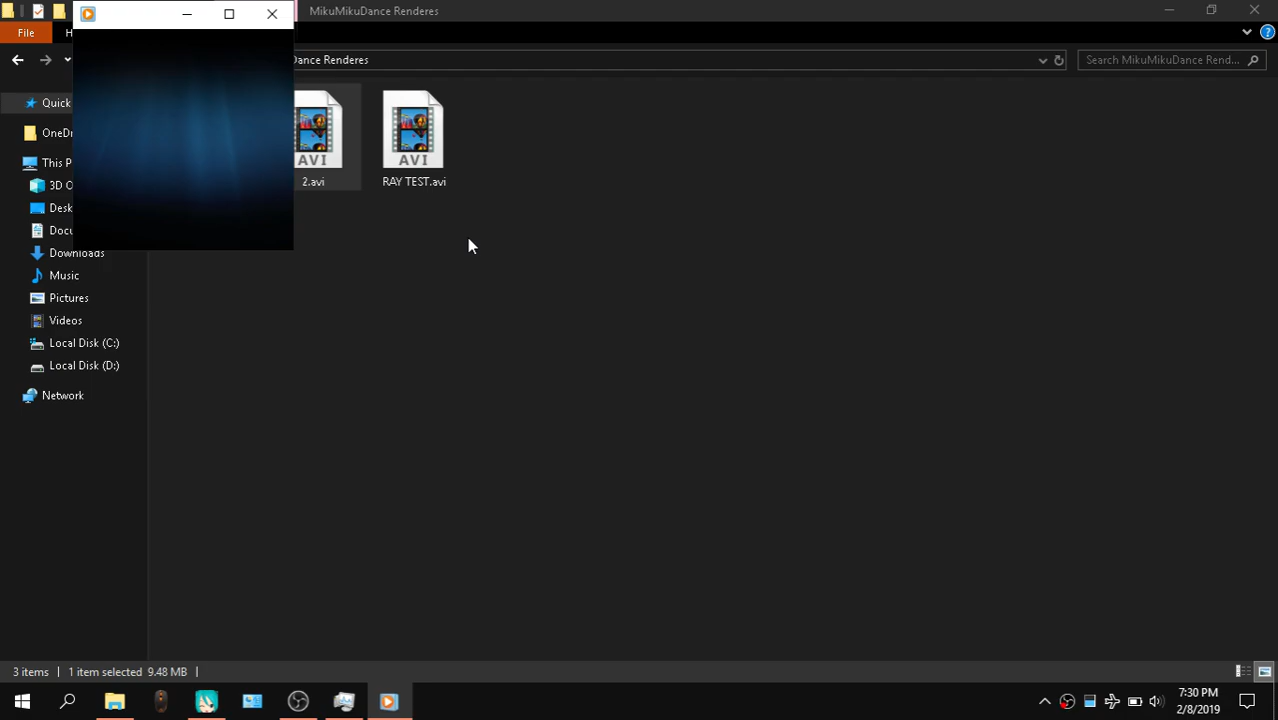 MikuMikuDance Renderes
File
H
Dance Renderes
Search MikuMikuDance Rend...
Quick
OneDr
This P
3D O
Desk
Docu
Downloads
Music
Pictures
Videos
Local Disk (C:)
Local Disk (D:)
Network
AVI
2.avi
AVI
RAY TEST.avi
3 items
1 item selected 9.48 MB
7:30 PM
2/8/2019